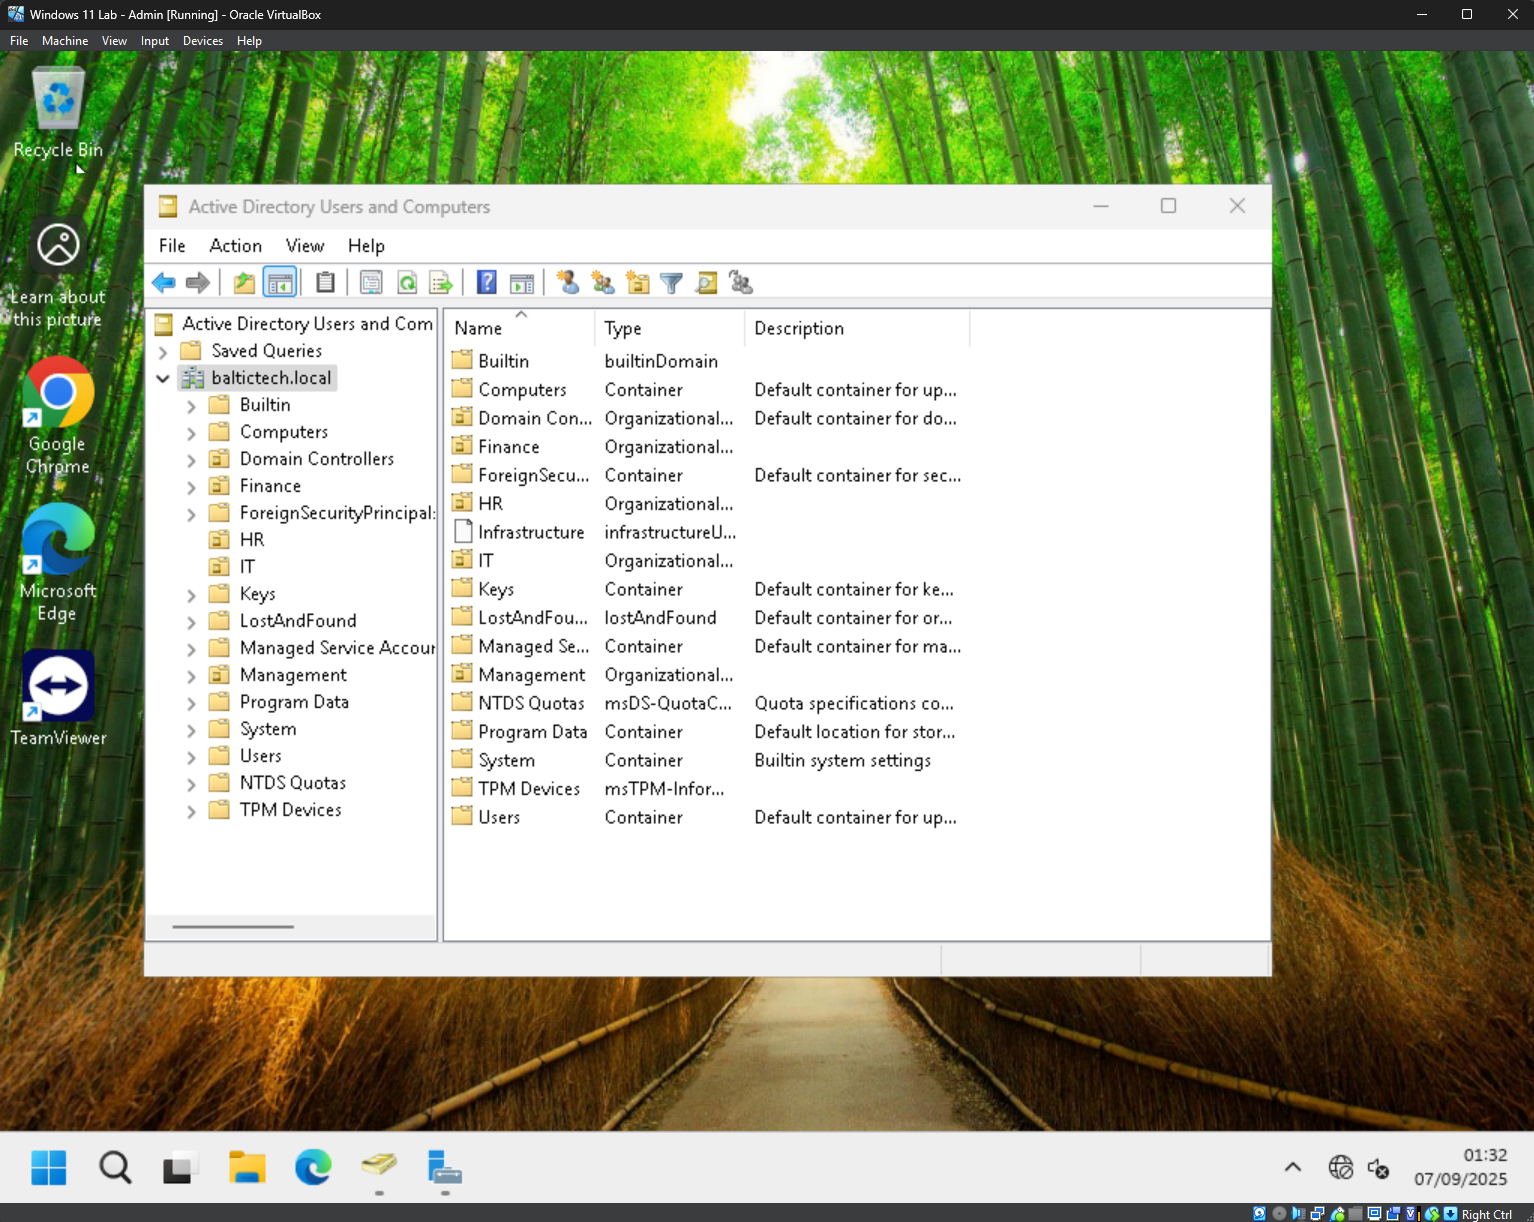 Windows 11 Lab - Admin [Running] - Oracle VirtualBox
File Machine View Input Devices Help
Recycle Bin
Learn about
this picture
Google
Chrome
Microsoft
Edge
TeamViewer
Active Directory Users and Computers
File Action View Help
Active Directory Users and Com
Saved Queries
baltictech.local
Builtin
Computers
Domain Controllers
Finance
ForeignSecurityPrincipal:
HR
IT
Keys
LostAndFound
Managed Service Accour
Management
Program Data
System
Users
NTDS Quotas
TPM Devices
Name Type Description
Builtin builtinDomain
Computers Container Default container for up...
Domain Con... Organizational... Default container for do...
Finance Organizational...
ForeignSecu... Container Default container for sec...
HR Organizational...
Infrastructure infrastructureU...
IT Organizational...
Keys Container Default container for ke...
LostAndFou... lostAndFound Default container for or...
Managed Se... Container Default container for ma...
Management Organizational...
NTDS Quotas msDS-QuotaC... Quota specifications co...
Program Data Container Default location for stor...
System Container Builtin system settings
TPM Devices msTPM-Infor...
Users Container Default container for up...
01:32
07/09/2025
Right Ctrl